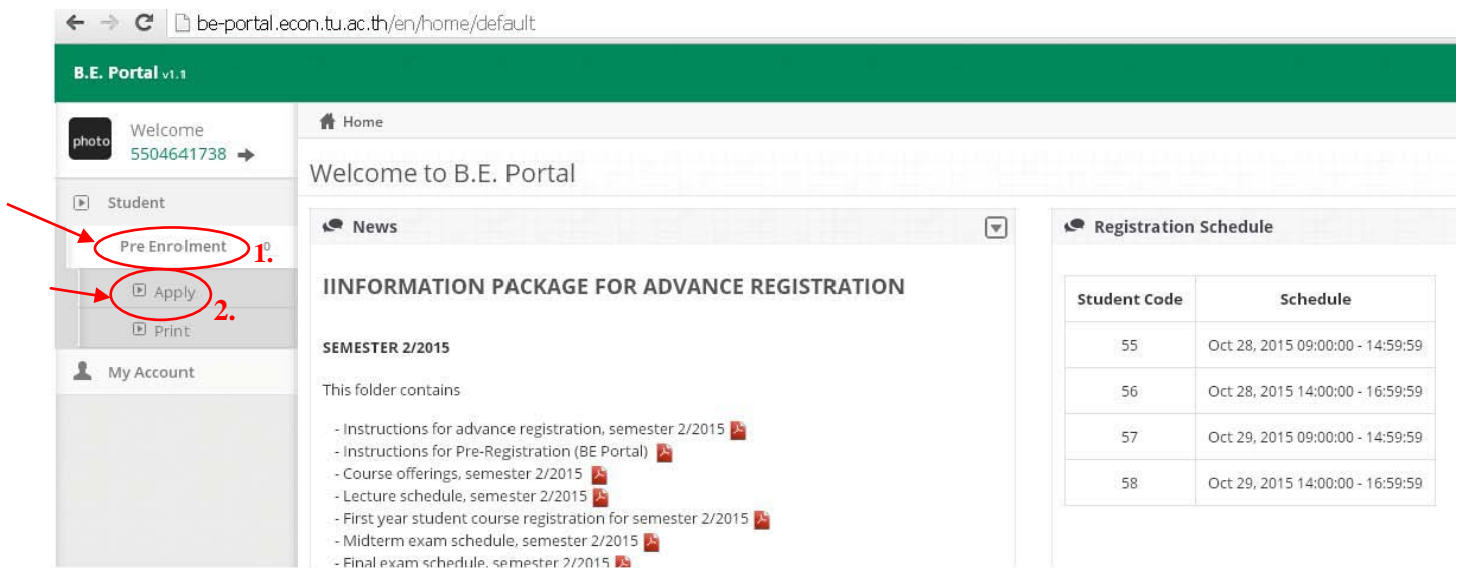 be-portal.econ.tu.ac.th/en/home/default
B.E. Portal v1.1
photo
Welcome
5504641738
Student
Pre Enrolment
1.
Apply
2.
Print
My Account
Home
Welcome to B.E. Portal
News
IINFORMATION PACKAGE FOR ADVANCE REGISTRATION
SEMESTER 2/2015
This folder contains
- Instructions for advance registration, semester 2/2015
- Instructions for Pre-Registration (BE Portal)
- Course offerings, semester 2/2015
- Lecture schedule, semester 2/2015
- First year student course registration for semester 2/2015
- Midterm exam schedule, semester 2/2015
- Final exam schedule, semester 2/2015
Registration Schedule
Student Code Schedule
55 Oct 28, 2015 09:00:00 - 14:59:59
56 Oct 28, 2015 14:00:00 - 16:59:59
57 Oct 29, 2015 09:00:00 - 14:59:59
58 Oct 29, 2015 14:00:00 - 16:59:59